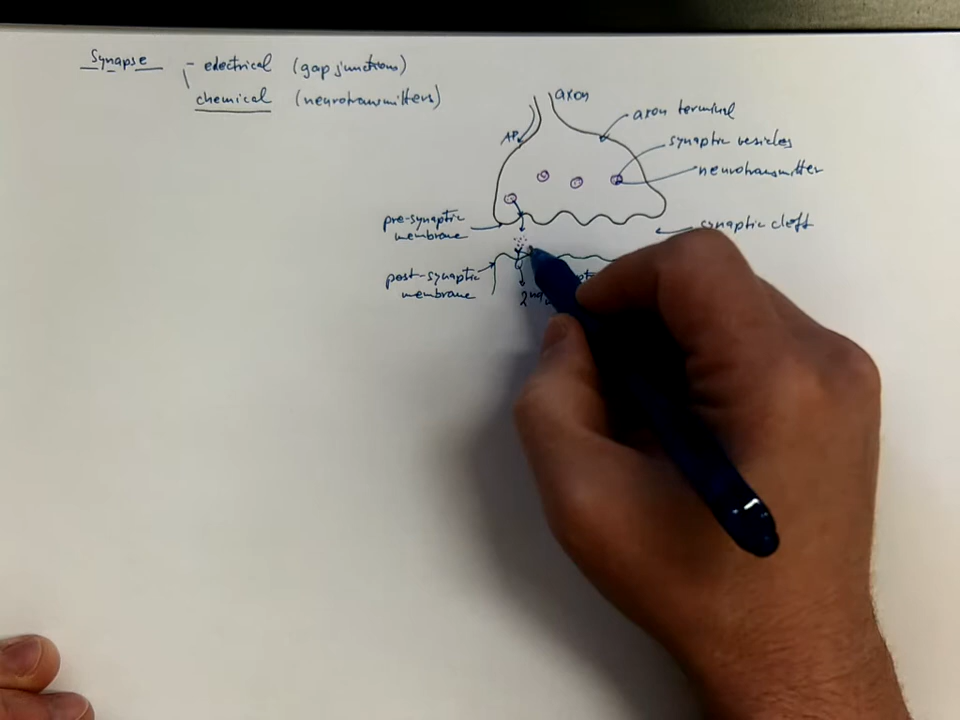 Synapse - electrical (gap junctions)
chemical (neurotransmitters)
axon
axon terminal
AP
synaptic vesicles
neurotransmitter
pre-synaptic
membrane
synaptic cleft
post-synaptic
membrane
2nd